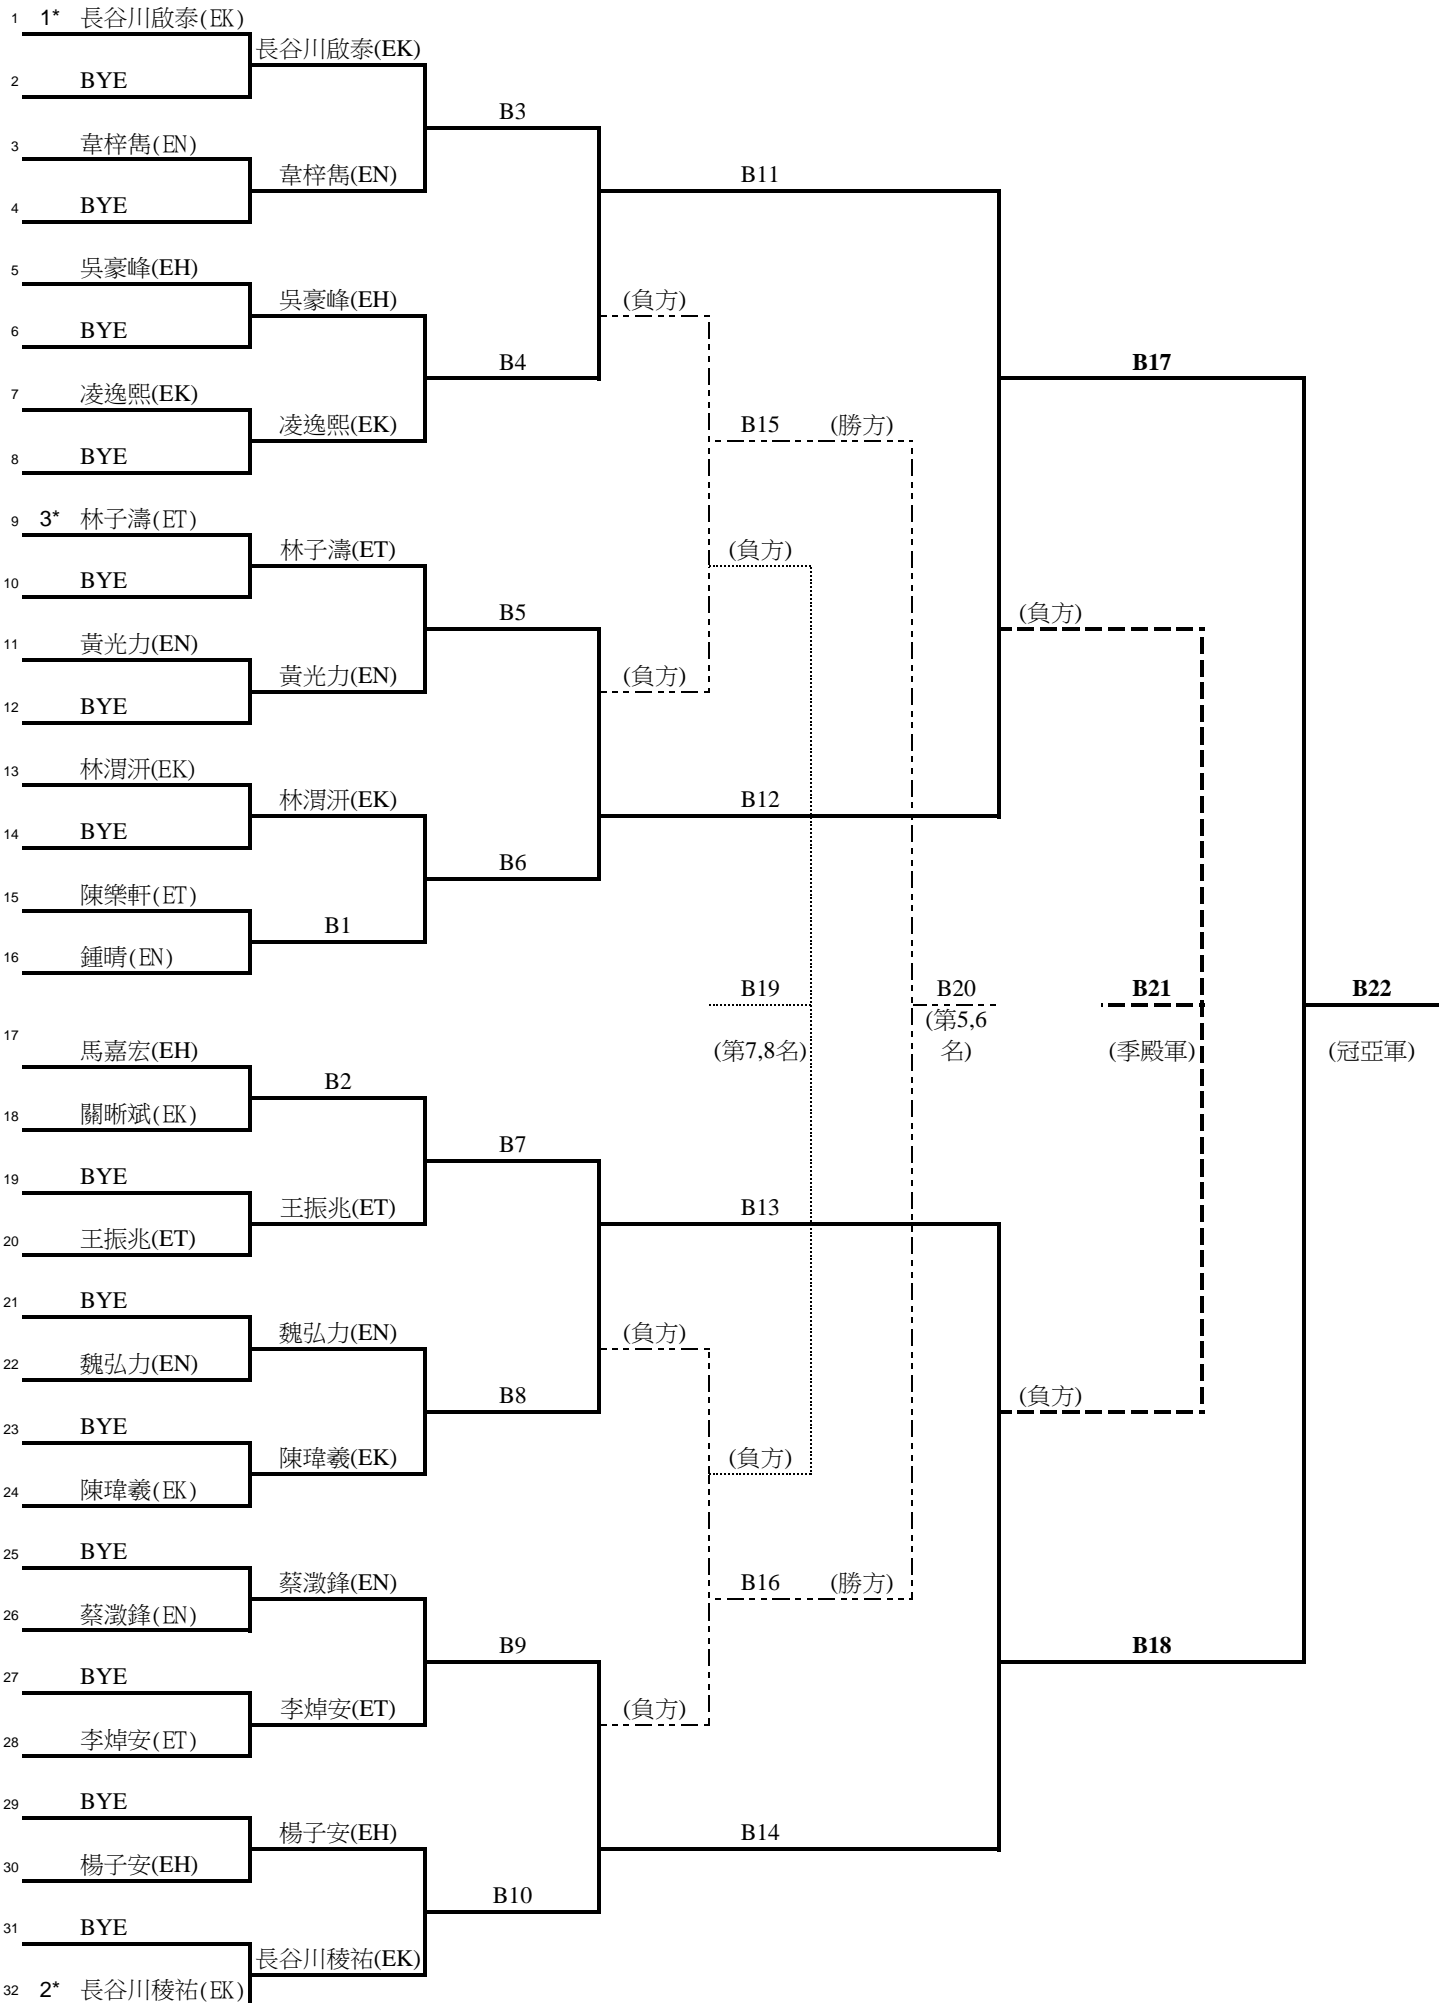 1 1* 長谷川啟泰(EK)
長谷川啟泰(EK)
2 BYE
B3
3 韋梓雋(EN)
韋梓雋(EN)
B11
4 BYE
5 吳豪峰(EH)
吳豪峰(EH)
(負方)
6 BYE
B4
B17
7 凌逸熙(EK)
凌逸熙(EK)
B15 (勝方)
8 BYE
9 3* 林子濤(ET)
林子濤(ET)
(負方)
10 BYE
B5
(負方)
11 黃光力(EN)
黃光力(EN)
(負方)
12 BYE
13 林渭汧(EK)
林渭汧(EK)
B12
14 BYE
B6
15 陳樂軒(ET)
B1
16 鍾晴(EN)
B19
B20
B21
B22
(第5,6
名)
(第7,8名)
(季殿軍)
(冠亞軍)
17 馬嘉宏(EH)
B2
18 關晰斌(EK)
B7
19 BYE
王振兆(ET)
B13
20 王振兆(ET)
21 BYE
魏弘力(EN)
(負方)
22 魏弘力(EN)
B8
(負方)
23 BYE
陳瑋羲(EK)
(負方)
24 陳瑋羲(EK)
25 BYE
蔡澂鋒(EN)
B16 (勝方)
26 蔡澂鋒(EN)
B9
B18
27 BYE
李焯安(ET)
(負方)
28 李焯安(ET)
29 BYE
楊子安(EH)
B14
30 楊子安(EH)
B10
31 BYE
長谷川稜祐(EK)
32 2* 長谷川稜祐(EK)